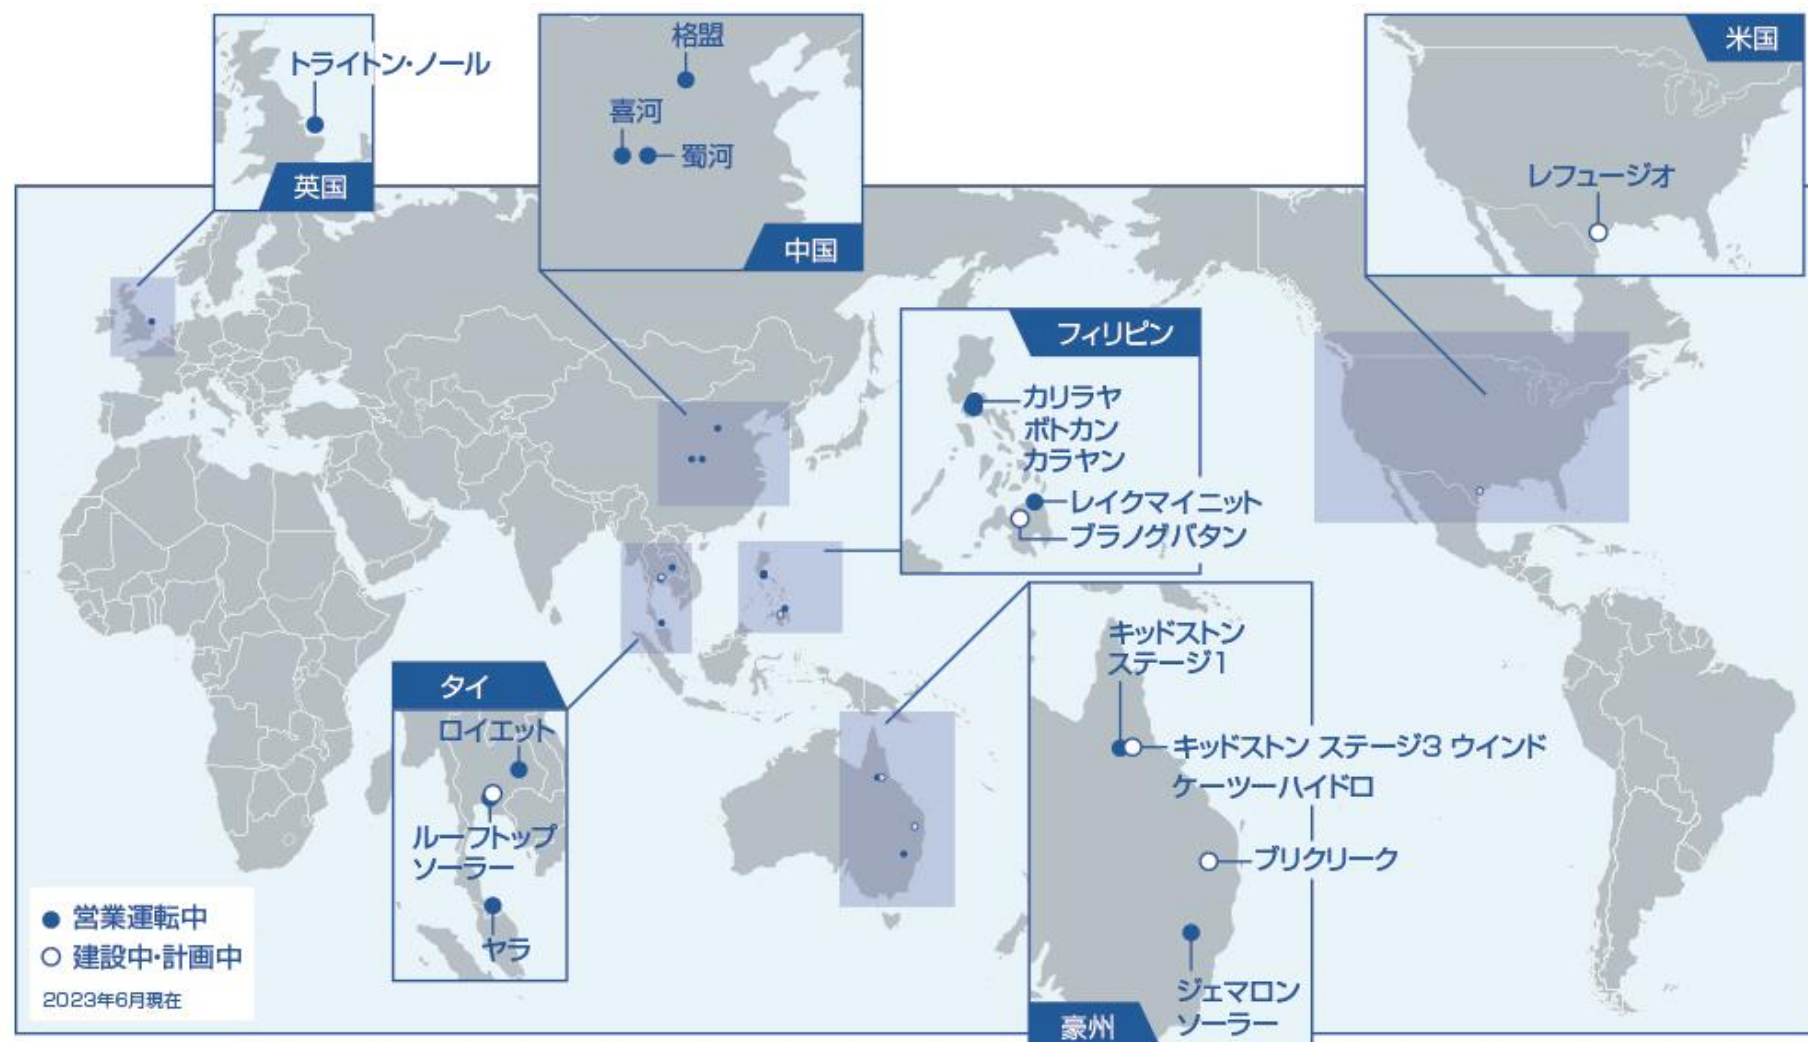 トライトン・ノール
英国
格盟
喜河
蜀河
中国
米国
レフュージオ
フィリピン
カリラヤ
ボトカン
カラヤン
レイクマイニット
ブラノグバタン
タイ
ロイエット
ルーフトップ
ソーラー
ヤラ
キッドストン
ステージ1
キッドストン ステージ3 ウインド
ケーツーハイドロ
ブリクリーク
ジェマロン
ソーラー
豪州
営業運転中
建設中・計画中
2023年6月現在